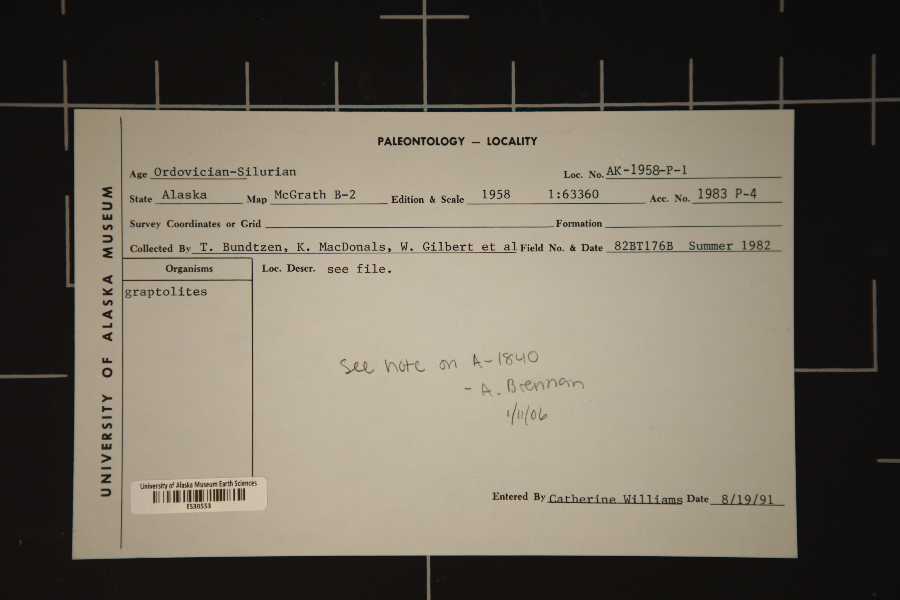 PALEONTOLOGY — LOCALITY
Age Ordovician-Silurian Loc. No. AK-1958-P-1
State Alaska Map McGrath B-2 Edition & Scale 1958 1:63360 Acc. No. 1983 P-4
Survey Coordinates or Grid Formation
Collected By T. Bundtzen, K. MacDonals, W. Gilbert et al Field No. & Date 82BT176B Summer 1982
Organisms Loc. Descr. see file.
graptolites
See note on A-1840
- A. Brennan
1/11/06
University of Alaska Museum Earth Sciences
ES30553
Entered By Catherine Williams Date 8/19/91
UNIVERSITY OF ALASKA MUSEUM